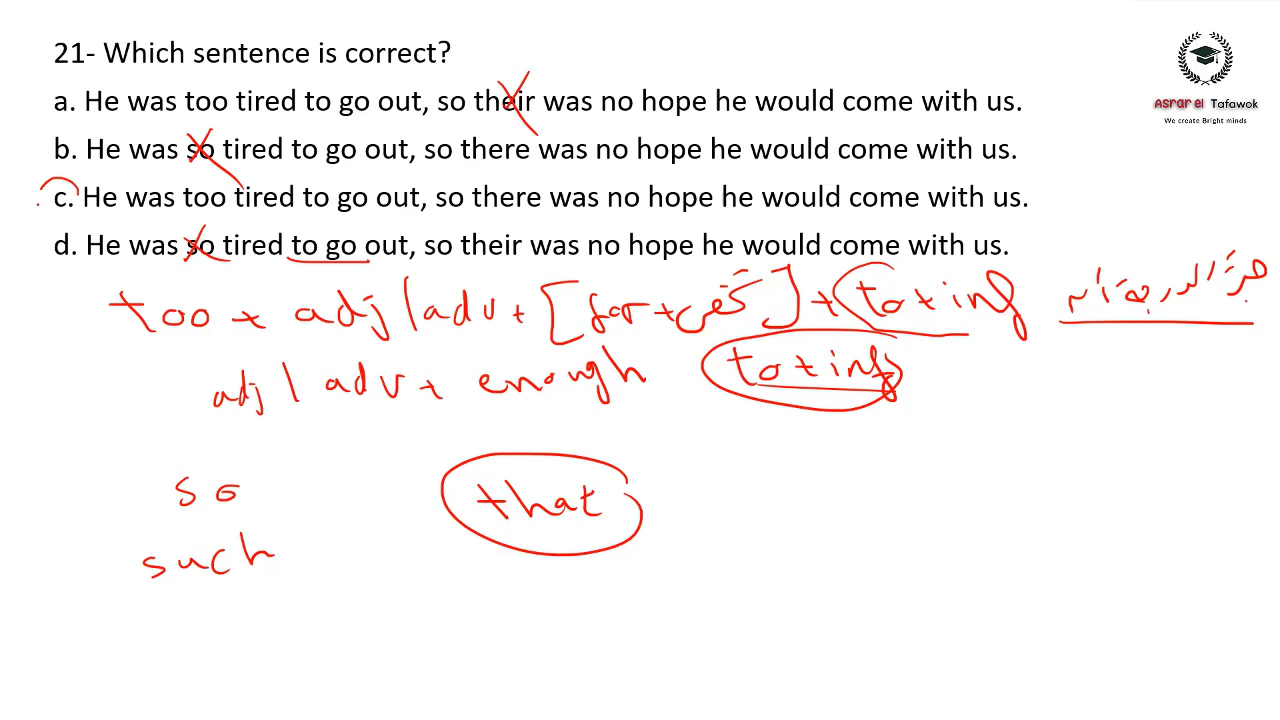 21- Which sentence is correct?
a. He was too tired to go out, so their was no hope he would come with us.
b. He was so tired to go out, so there was no hope he would come with us.
c. He was too tired to go out, so there was no hope he would come with us.
d. He was so tired to go out, so their was no hope he would come with us.
Asrar el Tafawok
We create Bright minds
too + adj / adv + [for + شخص] + to + inf
adj / adv + enough to + inf
so
that
such